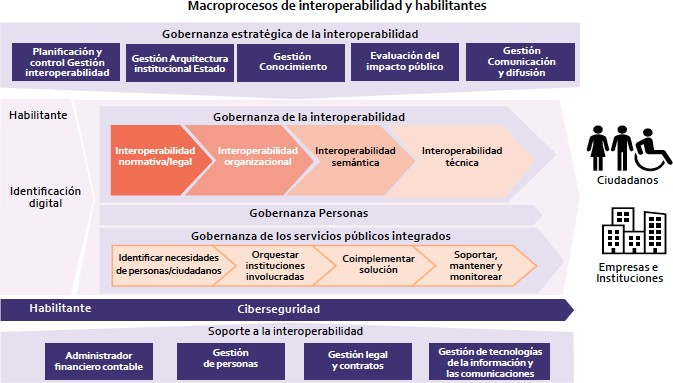 Macroprocesos de interoperabilidad y habilitantes
Gobernanza estratégica de la interoperabilidad
Planificación y
control Gestión
interoperabilidad
Gestión Arquitectura
institucional Estado
Gestión
Conocimiento
Evaluación del
impacto público
Gestión
Comunicación
y difusión
Habilitante
Identificación
digital
Gobernanza de la interoperabilidad
Interoperabilidad
normativa/legal
Interoperabilidad
organizacional
Interoperabilidad
semántica
Interoperabilidad
técnica
Gobernanza Personas
Gobernanza de los servicios públicos integrados
Identificar necesidades
de personas/ciudadanos
Orquestar
instituciones
involucradas
Coimplementar
solución
Soportar,
mantener y
monitorear
Ciudadanos
Empresas e
Instituciones
Habilitante
Ciberseguridad
Soporte a la interoperabilidad
Administrador
financiero contable
Gestión
de personas
Gestión legal
y contratos
Gestión de tecnologías
de la información y
las comunicaciones